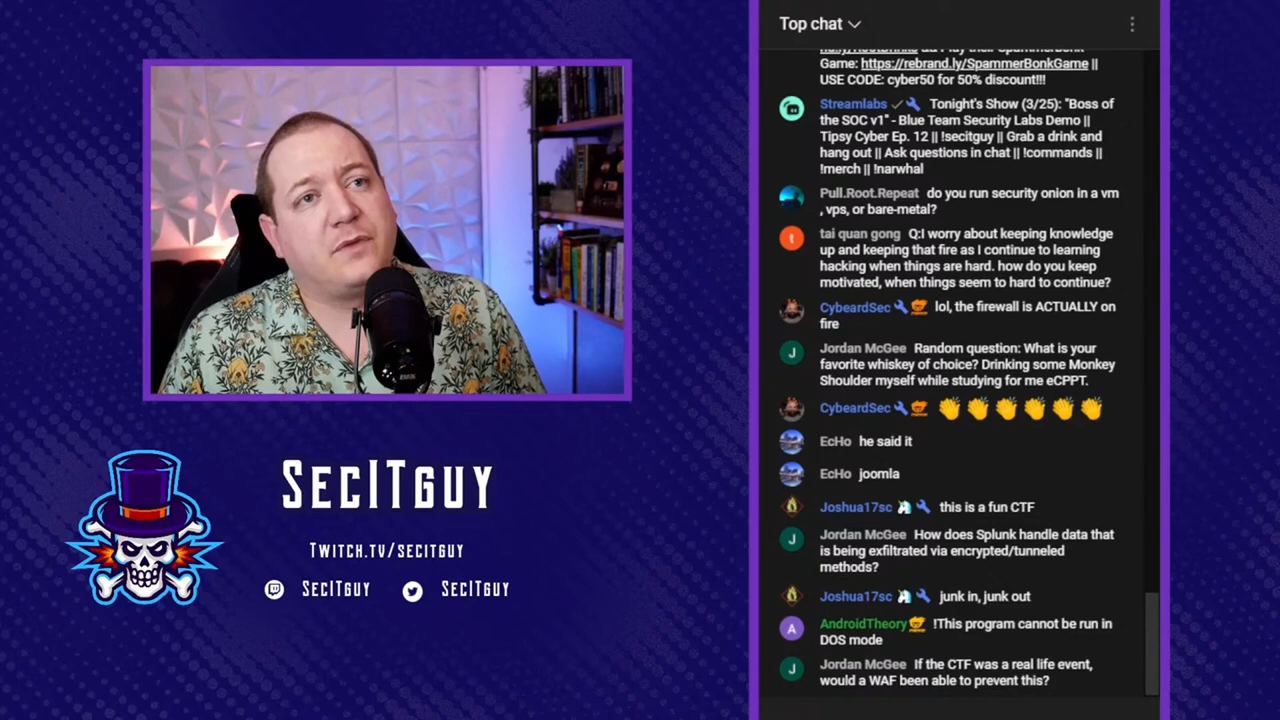 SecITguy
Twitch.tv/secitguy
SecITguy
SecITguy
Top chat
Game: https://rebrand.ly/SpammerBonkGame ||
USE CODE: cyber50 for 50% discount!!!
Streamlabs Tonight's Show (3/25): "Boss of
the SOC v1" - Blue Team Security Labs Demo ||
Tipsy Cyber Ep. 12 || !secitguy || Grab a drink and
hang out || Ask questions in chat || !commands ||
!merch || !narwhal
Pull.Root.Repeat do you run security onion in a vm
, vps, or bare-metal?
t
tai quan gong Q:I worry about keeping knowledge
up and keeping that fire as I continue to learning
hacking when things are hard. how do you keep
motivated, when things seem to hard to continue?
CybeardSec lol, the firewall is ACTUALLY on
fire
J
Jordan McGee Random question: What is your
favorite whiskey of choice? Drinking some Monkey
Shoulder myself while studying for me eCPPT.
CybeardSec 👏👏👏👏👏👏
EcHo he said it
EcHo joomla
Joshua17sc this is a fun CTF
J
Jordan McGee How does Splunk handle data that
is being exfiltrated via encrypted/tunneled
methods?
Joshua17sc junk in, junk out
A
AndroidTheory !This program cannot be run in
DOS mode
J
Jordan McGee If the CTF was a real life event,
would a WAF been able to prevent this?